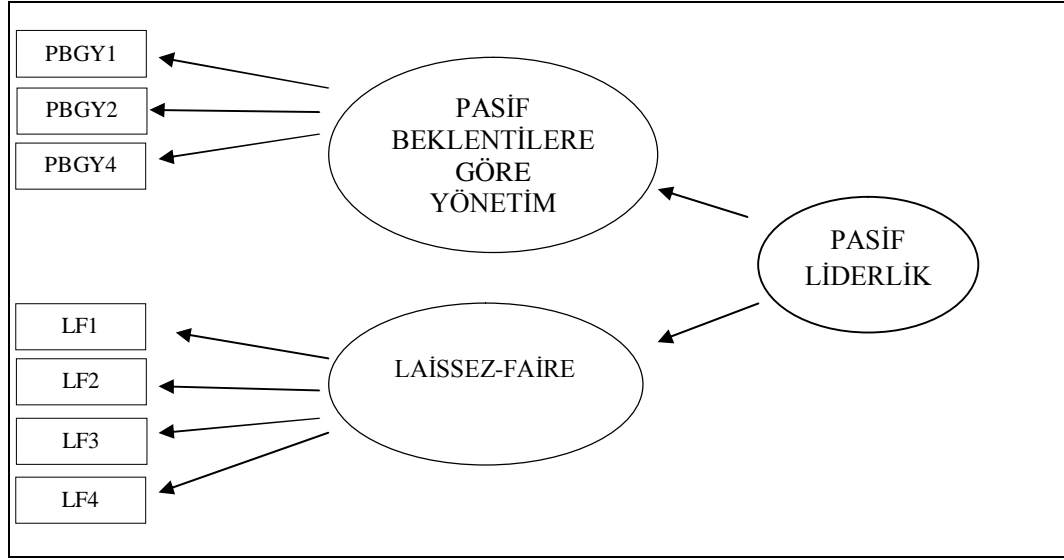 PBGY1
PBGY2
PBGY4
PASİF
BEKLENTİLERE
GÖRE
YÖNETİM
PASİF
LİDERLİK
LF1
LF2
LF3
LF4
LAİSSEZ-FAİRE